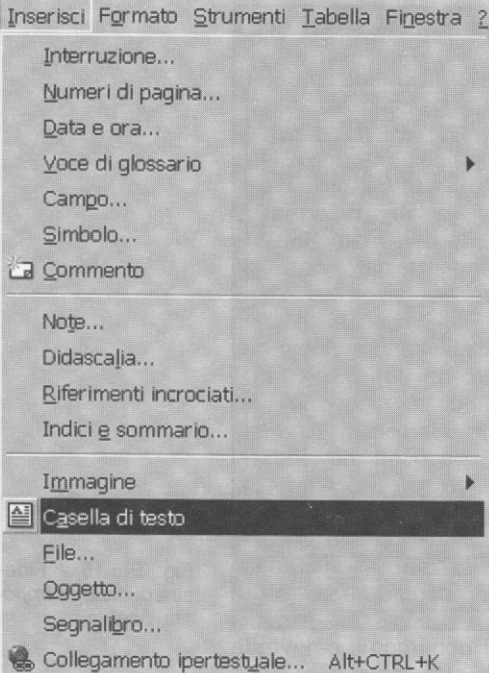 Inserisci Formato Strumenti Tabella Finestra ?
Interruzione...
Numeri di pagina...
Data e ora...
Voce di glossario
Campo...
Simbolo...
Commento
Note...
Didascalia...
Riferimenti incrociati...
Indici e sommario...
Immagine
Casella di testo
File...
Oggetto...
Segnalibro...
Collegamento ipertestuale... Alt+CTRL+K